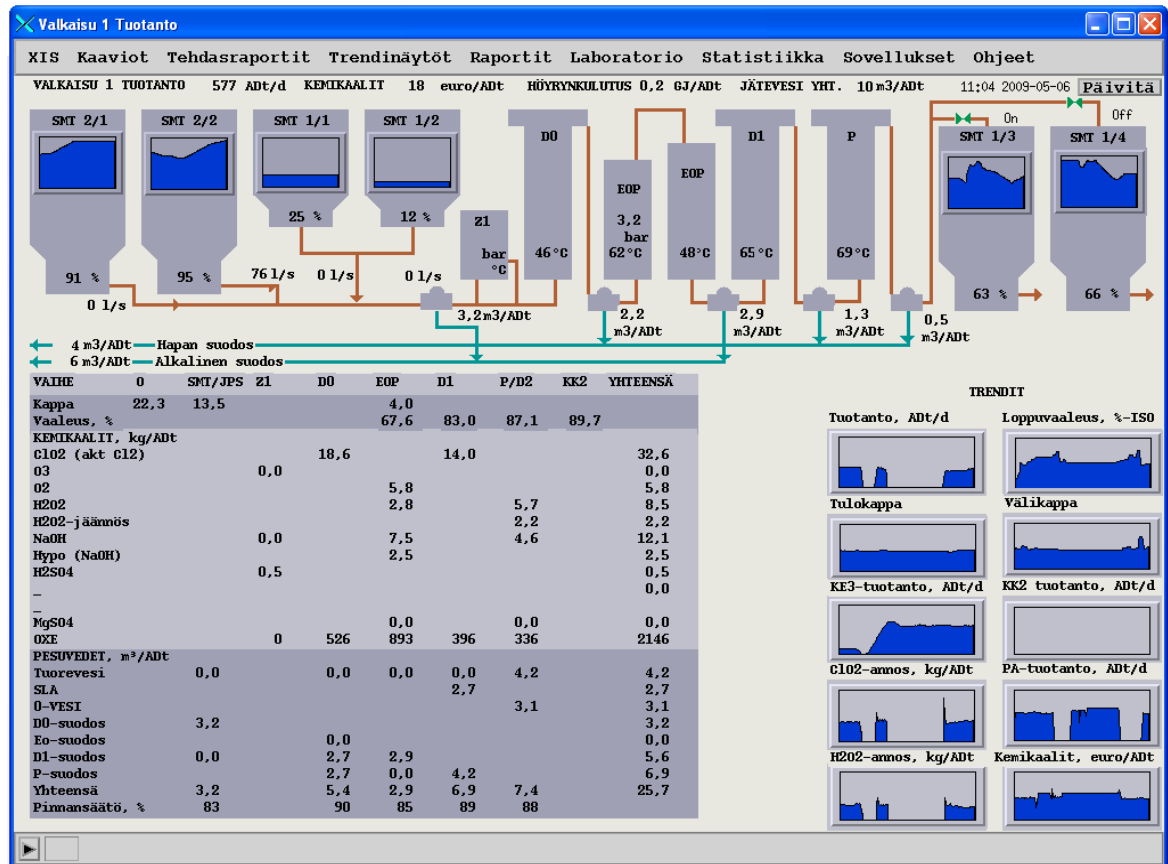 Valkaisu 1 Tuotanto
XIS Kaaviot Tehdasraportit Trendinäytöt Raportit Laboratorio Statistiikka Sovellukset Ohjeet
VALKAISU 1 TUOTANTO 577 ADt/d KEMIKAALIT 18 euro/ADt HÖYRYNKULUTUS 0,2 GJ/ADt JÄTEVESI YHT. 10 m3/ADt 11:04 2009-05-06 Päivitä
SMT 2/1 SMT 2/2 SMT 1/1 SMT 1/2 D0 D1 P On Off
SMT 1/3 SMT 1/4
EOP EOP
25 % 12 % Z1 3,2 bar
bar °C 46°C 62°C 48°C 65°C 69°C
91 % 95 % 76 l/s 0 l/s 0 l/s 63 % 66 %
0 l/s 3,2 m3/ADt 2,2 m3/ADt 2,9 m3/ADt 1,3 m3/ADt 0,5 m3/ADt
4 m3/ADt Hapan suodos
6 m3/ADt Alkalinen suodos
VAIHE O SMT/JPS Z1 D0 EOP D1 P/D2 KK2 YHTEENSÄ
Kappa 22,3 13,5 4,0
Vaaleus, % 67,6 83,0 87,1 89,7
KEMIKAALIT, kg/ADt
ClO2 (akt Cl2) 18,6 14,0 32,6
O3 0,0 0,0
O2 5,8 5,8
H2O2 2,8 5,7 8,5
H2O2-jäännös 2,2 2,2
NaOH 0,0 7,5 4,6 12,1
Hypo (NaOH) 2,5 2,5
H2SO4 0,5 0,5
_ 0,0
_
MgSO4 0,0 0,0 0,0
OXE 0 526 893 396 336 2146
PESUVEDET, m³/ADt
Tuorevesi 0,0 0,0 0,0 0,0 4,2 4,2
SLA 2,7 2,7
O-VESI 3,1 3,1
D0-suodos 3,2 3,2
Eo-suodos 0,0 0,0
D1-suodos 0,0 2,7 2,9 5,6
P-suodos 2,7 0,0 4,2 6,9
Yhteensä 3,2 5,4 2,9 6,9 7,4 25,7
Pinnansäätö, % 83 90 85 89 88
TRENDIT
Tuotanto, ADt/d Loppuvaaleus, %-ISO
Tulokappa Välikappa
KE3-tuotanto, ADt/d KK2 tuotanto, ADt/d
ClO2-annos, kg/ADt PA-tuotanto, ADt/d
H2O2-annos, kg/ADt Kemikaalit, euro/ADt